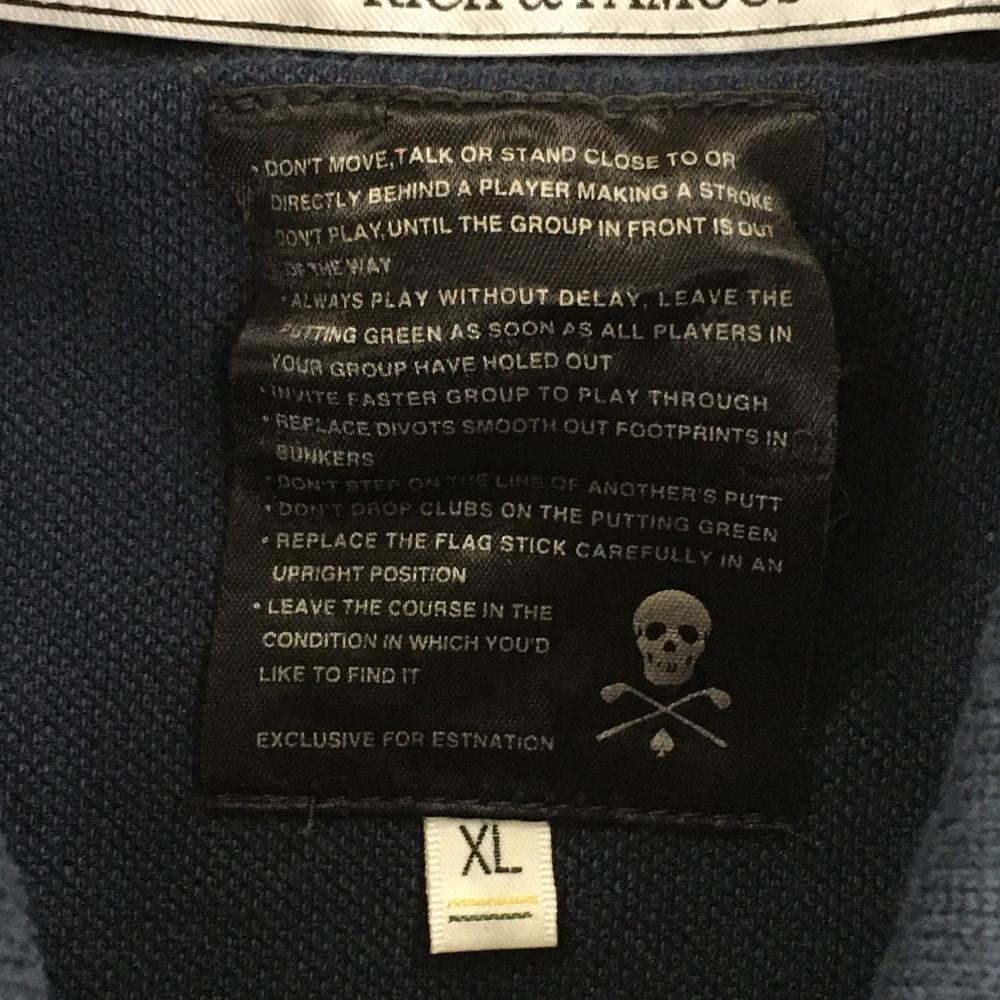 RICH & FAMOUS
• DON'T MOVE,TALK OR STAND CLOSE TO OR
DIRECTLY BEHIND A PLAYER MAKING A STROKE
DON'T PLAY,UNTIL THE GROUP IN FRONT IS OUT
OF THE WAY
• ALWAYS PLAY WITHOUT DELAY, LEAVE THE
PUTTING GREEN AS SOON AS ALL PLAYERS IN
YOUR GROUP HAVE HOLED OUT
• INVITE FASTER GROUP TO PLAY THROUGH
• REPLACE DIVOTS SMOOTH OUT FOOTPRINTS IN
BUNKERS
• DON'T STEP ON THE LINE OF ANOTHER'S PUTT
• DON'T DROP CLUBS ON THE PUTTING GREEN
• REPLACE THE FLAG STICK CAREFULLY IN AN
UPRIGHT POSITION
• LEAVE THE COURSE IN THE
CONDITION IN WHICH YOU'D
LIKE TO FIND IT
EXCLUSIVE FOR ESTNATION
XL